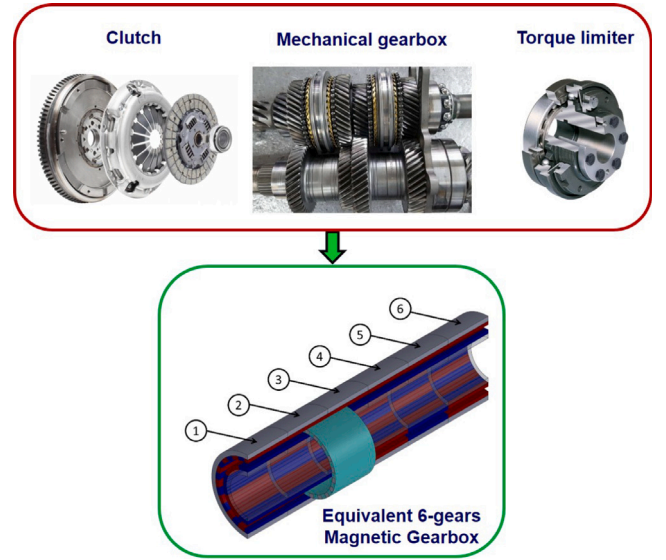 Clutch
Mechanical gearbox
Torque limiter
6
5
4
3
2
1
Equivalent 6-gears
Magnetic Gearbox